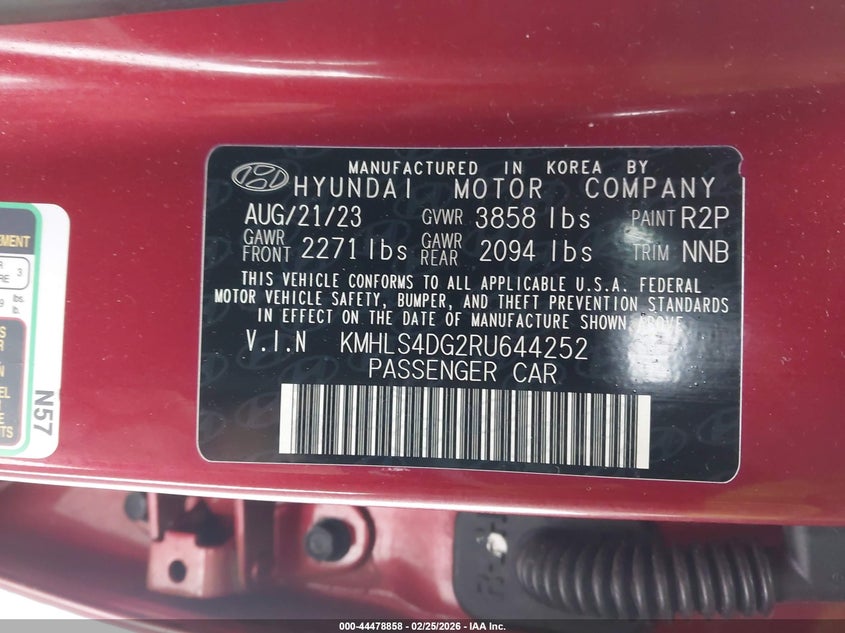 MANUFACTURED IN KOREA BY
HYUNDAI MOTOR COMPANY
AUG/21/23 GVWR 3858 lbs PAINT R2P
GAWR FRONT 2271 lbs GAWR REAR 2094 lbs TRIM NNB
THIS VEHICLE CONFORMS TO ALL APPLICABLE U.S.A. FEDERAL
MOTOR VEHICLE SAFETY, BUMPER, AND THEFT PREVENTION STANDARDS
IN EFFECT ON THE DATE OF MANUFACTURE SHOWN ABOVE
V.I.N KMHLS4DG2RU644252
PASSENGER CAR
EMENT
3
lbs.
N57
000-44478858 - 02/25/2026 - IAA Inc.